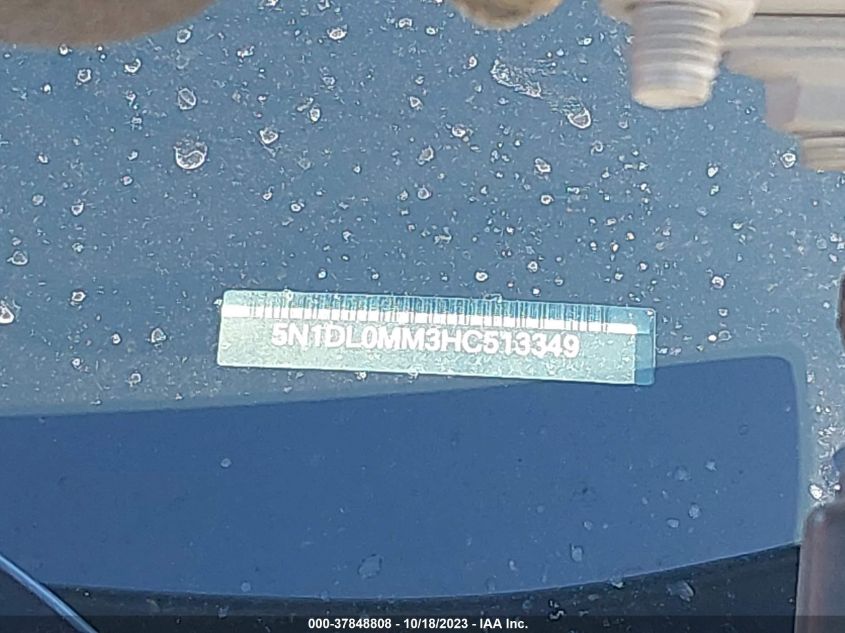 5N1DL0MM3HC513349
000-37848808 - 10/18/2023 - IAA Inc.